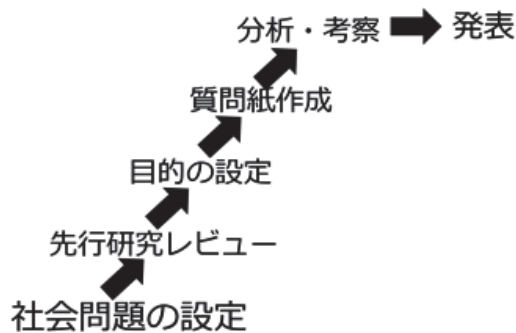 分析・考察
発表
質問紙作成
目的の設定
先行研究レビュー
社会問題の設定